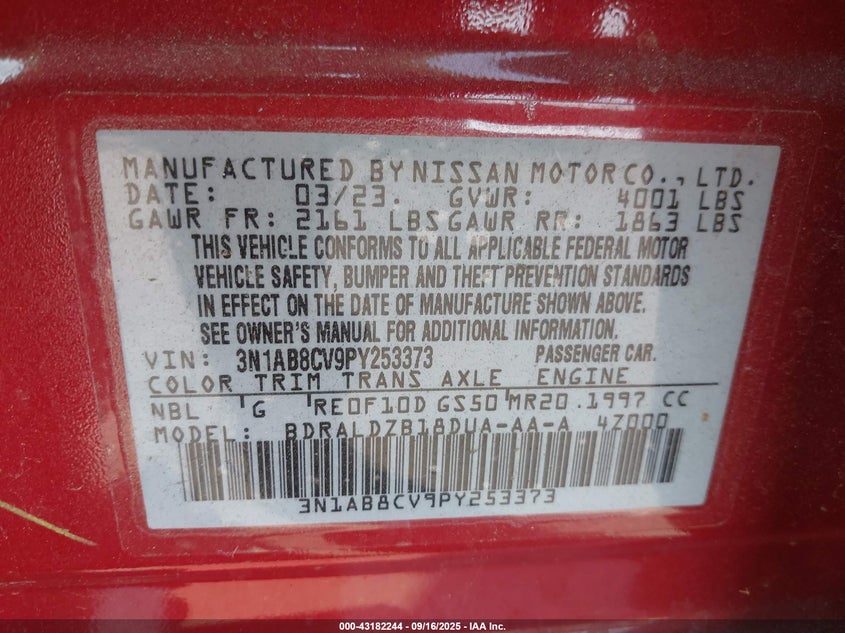 MANUFACTURED BY NISSAN MOTOR CO., LTD.
DATE: 03/23. GVWR: 4001 LBS
GAWR FR: 2161 LBS GAWR RR: 1863 LBS
THIS VEHICLE CONFORMS TO ALL APPLICABLE FEDERAL MOTOR
VEHICLE SAFETY, BUMPER AND THEFT PREVENTION STANDARDS
IN EFFECT ON THE DATE OF MANUFACTURE SHOWN ABOVE.
SEE OWNER'S MANUAL FOR ADDITIONAL INFORMATION.
VIN: 3N1AB8CV9PY253373 PASSENGER CAR.
COLOR TRIM TRANS AXLE ENGINE
NBL 'G 'RE0F10D GS50'MR20 .1997 CC
MODEL: BDRALDZB18DUA-AA-A 4Z000
3N1AB8CV9PY253373
000-43182244 - 09/16/2025 - IAA Inc.